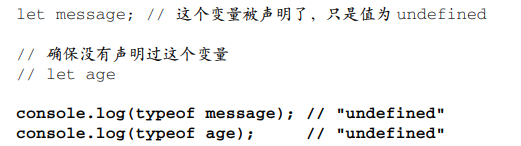 let message; // 这个变量被声明了，只是值为 undefined
// 确保没有声明过这个变量
// let age
console.log(typeof message); // "undefined"
console.log(typeof age);     // "undefined"